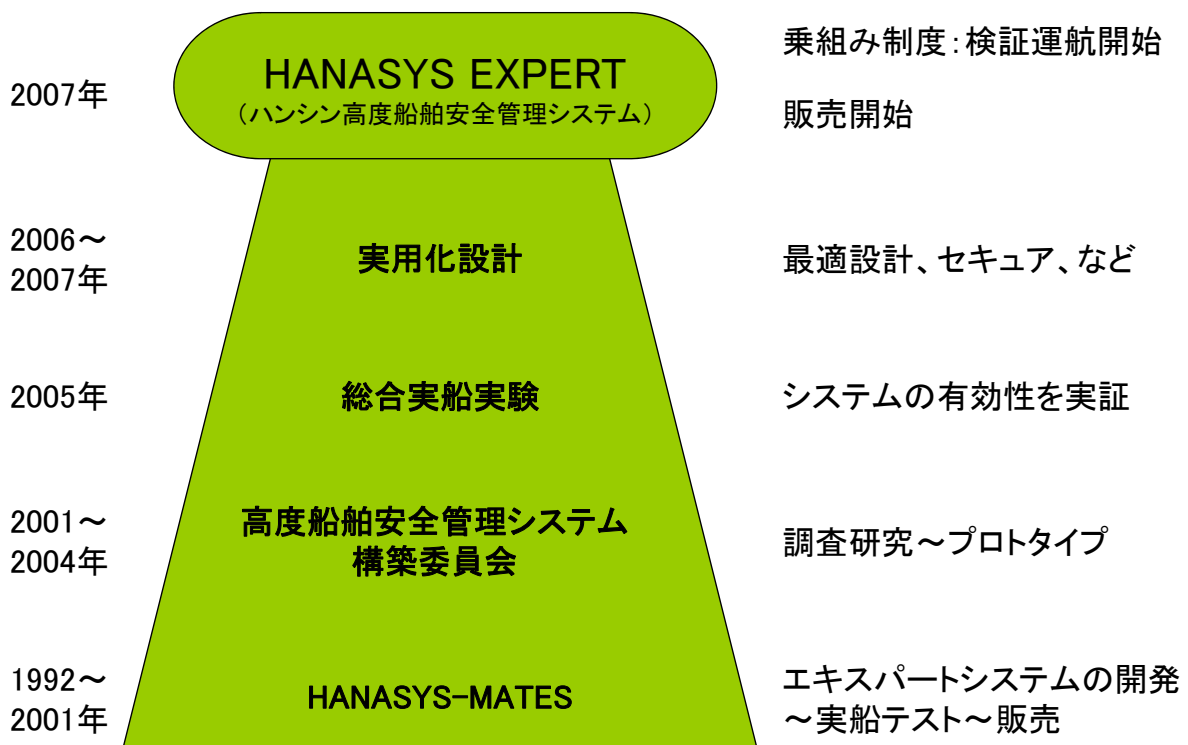 2007年
HANASYS EXPERT
（ハンシン高度船舶安全管理システム）
乗組み制度：検証運航開始
販売開始
2006～
2007年
実用化設計
最適設計、セキュア、など
2005年
総合実船実験
システムの有効性を実証
2001～
2004年
高度船舶安全管理システム
構築委員会
調査研究～プロトタイプ
1992～
2001年
HANASYS-MATES
エキスパートシステムの開発
～実船テスト～販売